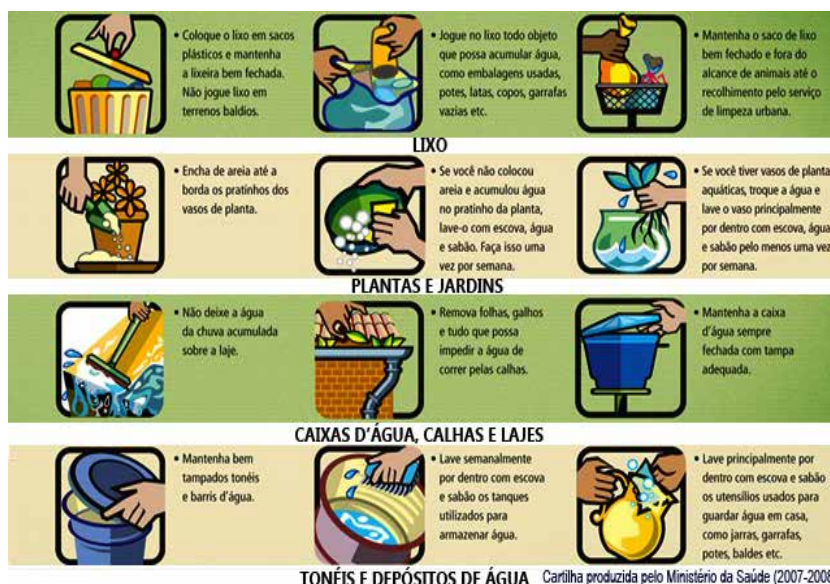 • Coloque o lixo em sacos
plásticos e mantenha
a lixeira bem fechada.
Não jogue lixo em
terrenos baldios.
• Jogue no lixo todo objeto
que possa acumular água,
como embalagens usadas,
potes, latas, copos, garrafas
vazias etc.
• Mantenha o saco de lixo
bem fechado e fora do
alcance de animais até o
recolhimento pelo serviço
de limpeza urbana.
LIXO
• Encha de areia até a
borda os pratinhos dos
vasos de planta.
• Se você não colocou
areia e acumulou água
no pratinho da planta,
lave-o com escova, água
e sabão. Faça isso uma
vez por semana.
• Se você tiver vasos de planta
aquáticas, troque a água e
lave o vaso principalmente
por dentro com escova, água
e sabão pelo menos uma vez
por semana.
PLANTAS E JARDINS
• Não deixe a água
da chuva acumulada
sobre a laje.
• Remova folhas, galhos
e tudo que possa
impedir a água de
correr pelas calhas.
• Mantenha a caixa
d'água sempre
fechada com tampa
adequada.
CAIXAS D'ÁGUA, CALHAS E LAJES
• Mantenha bem
tampados tonéis
e barris d'água.
• Lave semanalmente
por dentro com escova
e sabão os tanques
utilizados para
armazenar água.
• Lave principalmente por
dentro com escova e sabão
os utensílios usados para
guardar água em casa,
como jarras, garrafas,
potes, baldes etc.
TONÉIS E DEPÓSITOS DE ÁGUA
Cartilha produzida pelo Ministério da Saúde (2007-2008